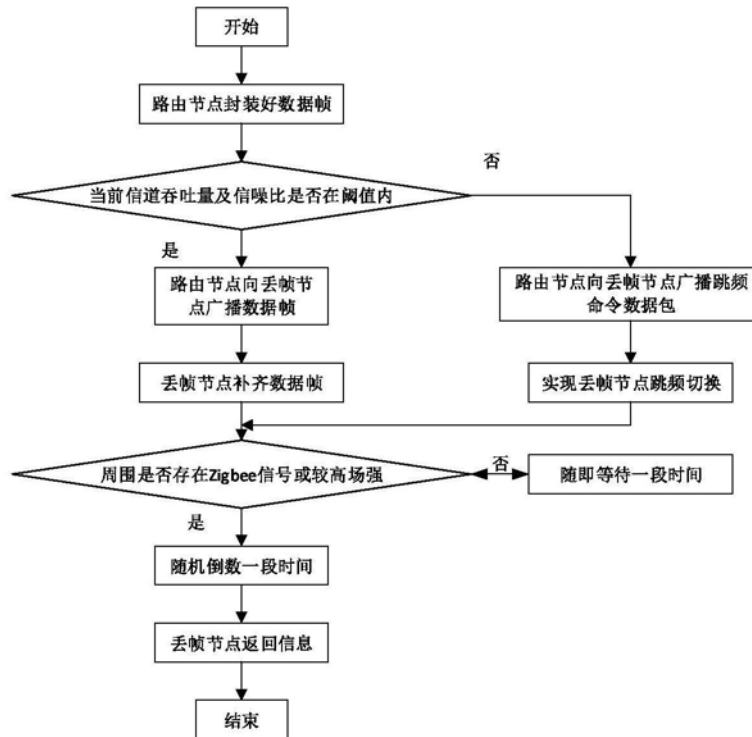 开始
路由节点封装好数据帧
否
当前信道吞吐量及信噪比是否在阈值内
是
路由节点向丢帧节
点广播数据帧
路由节点向丢帧节点广播跳频
命令数据包
丢帧节点补齐数据帧
实现丢帧节点跳频切换
周围是否存在Zigbee信号或较高场强
否
随即等待一段时间
是
随机倒数一段时间
丢帧节点返回信息
结束